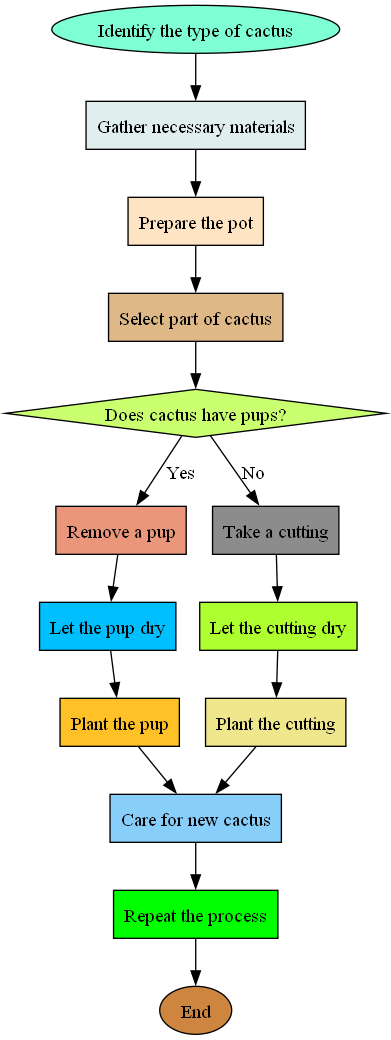 Identify the type of cactus
Gather necessary materials
Prepare the pot
Select part of cactus
Does cactus have pups?
Yes
No
Remove a pup
Take a cutting
Let the pup dry
Let the cutting dry
Plant the pup
Plant the cutting
Care for new cactus
Repeat the process
End